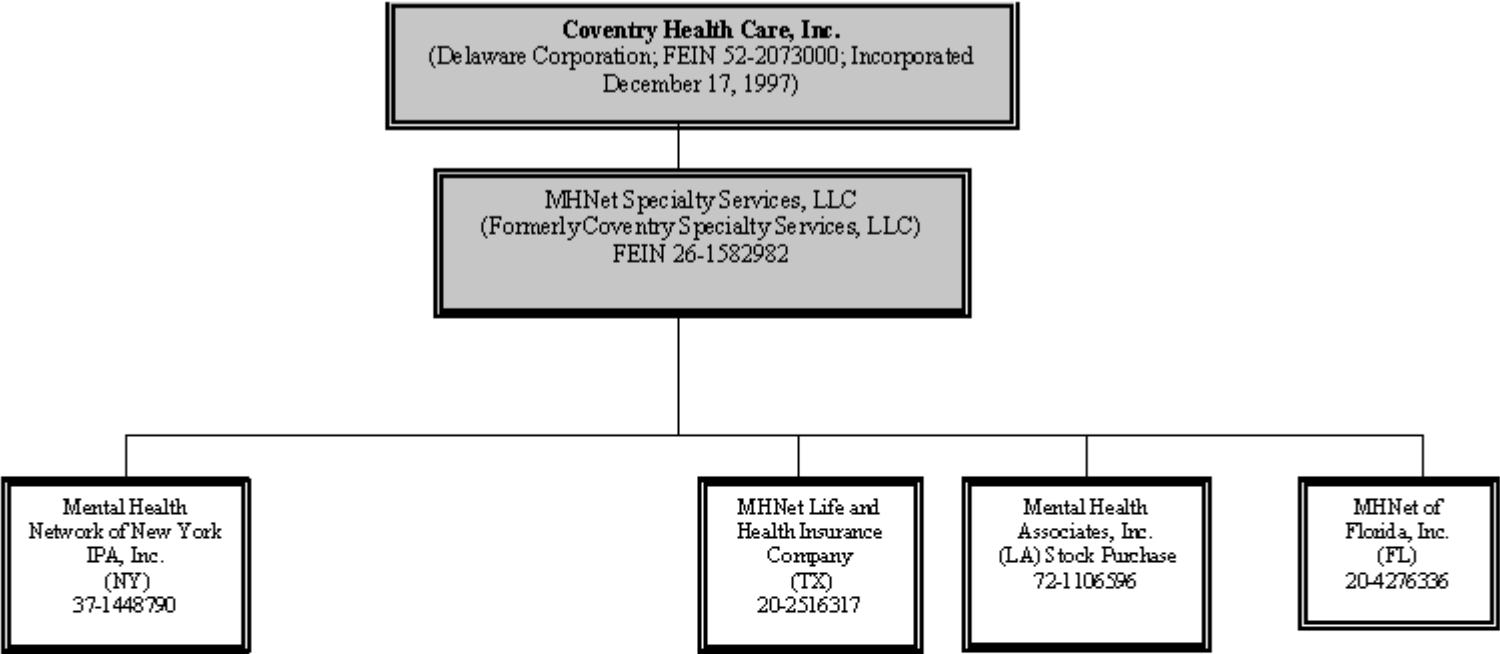 Coventry Health Care, Inc.
(Delaware Corporation; FEIN 52-2073000; Incorporated
December 17, 1997)
MHNet Specialty Services, LLC
(Formerly Coventry Specialty Services, LLC)
FEIN 26-1582982
Mental Health
Network of New York
IPA, Inc.
(NY)
37-1448790
MHNet Life and
Health Insurance
Company
(TX)
20-2516317
Mental Health
Associates, Inc.
(LA) Stock Purchase
72-1106596
MHNet of
Florida, Inc.
(FL)
20-4276336